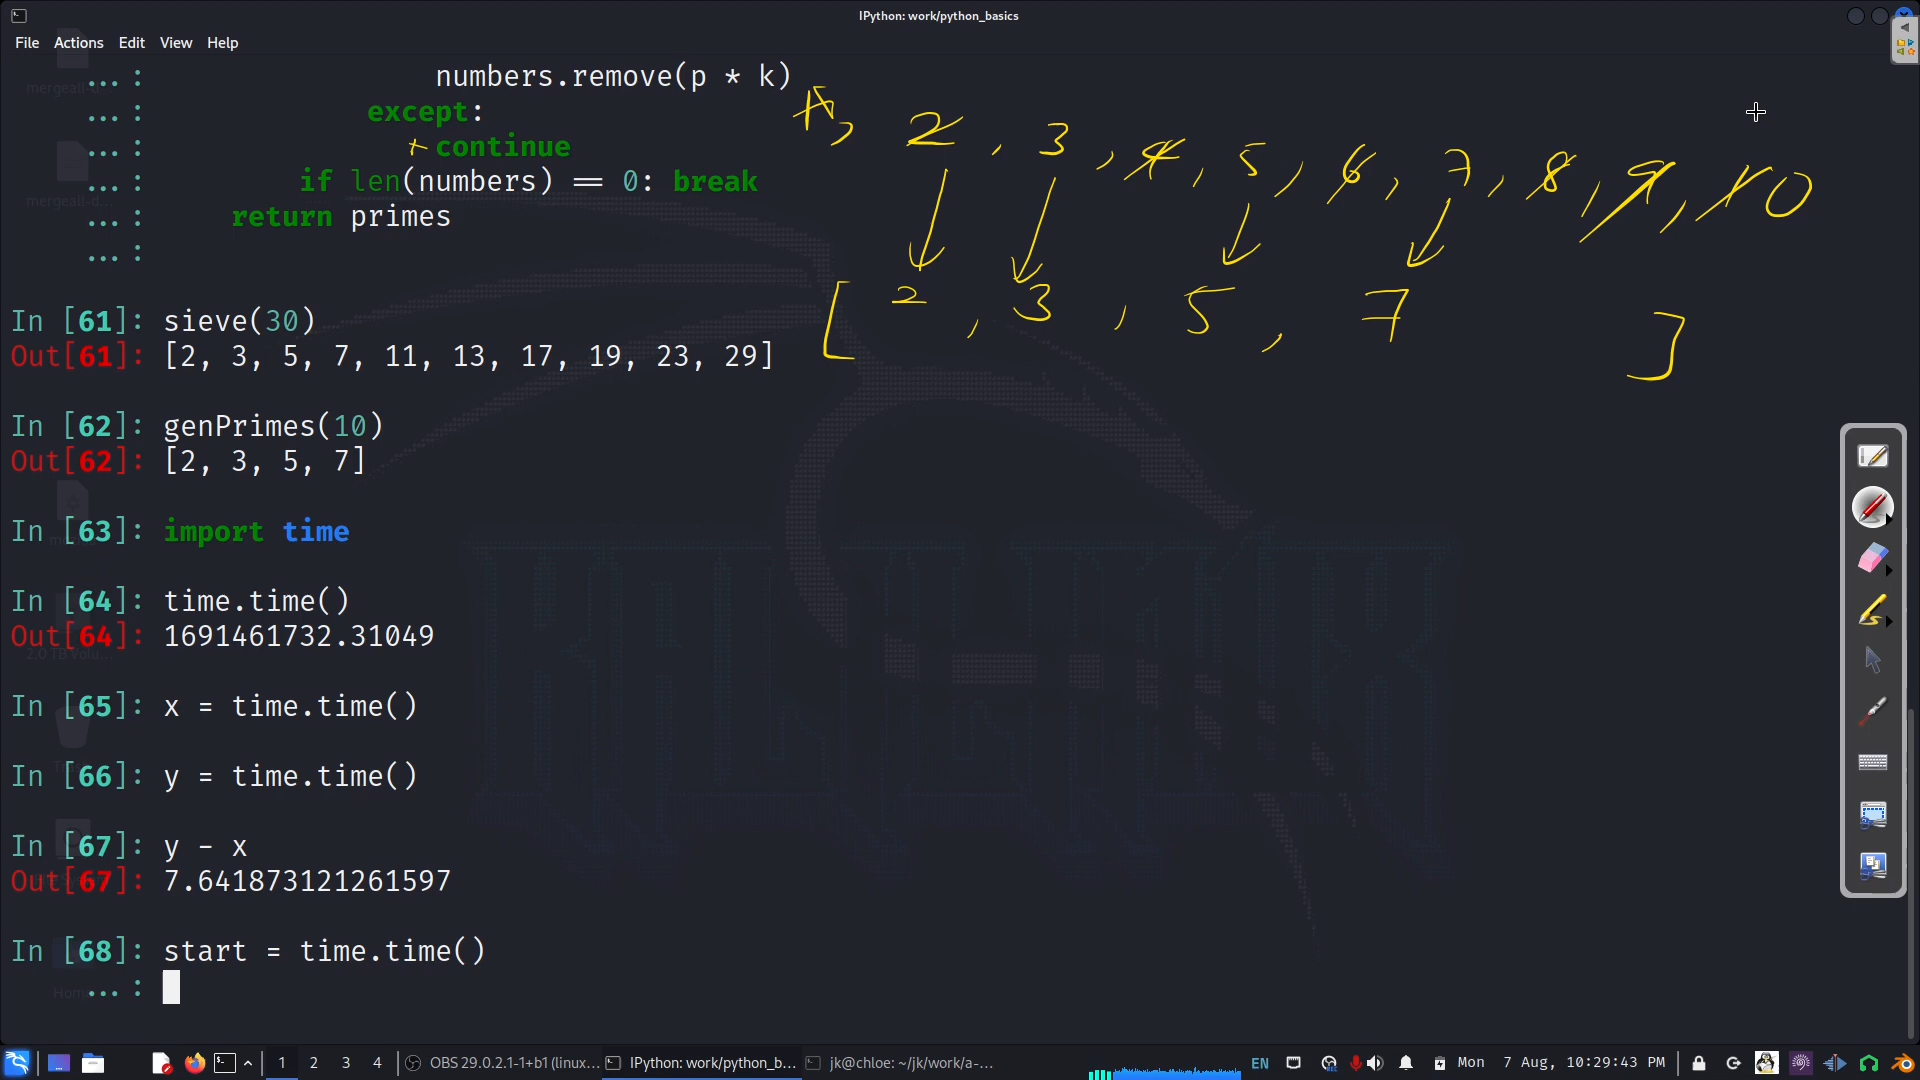 IPython: work/python_basics
File Actions Edit View Help
... : numbers.remove(p * k)
... : except:
... : continue
... : if len(numbers) == 0: break
... : return primes
... :
1, 2, 3, 4, 5, 6, 7, 8, 9, 10
[2, 3, 5, 7]
In [61]: sieve(30)
Out[61]: [2, 3, 5, 7, 11, 13, 17, 19, 23, 29]
In [62]: genPrimes(10)
Out[62]: [2, 3, 5, 7]
In [63]: import time
In [64]: time.time()
Out[64]: 1691461732.31049
In [65]: x = time.time()
In [66]: y = time.time()
In [67]: y - x
Out[67]: 7.641873121261597
In [68]: start = time.time()
... :
1 2 3 4 OBS 29.0.2.1-1+b1 (linux... IPython: work/python_b... jk@chloe: ~/jk/work/a-... EN Mon 7 Aug, 10:29:43 PM